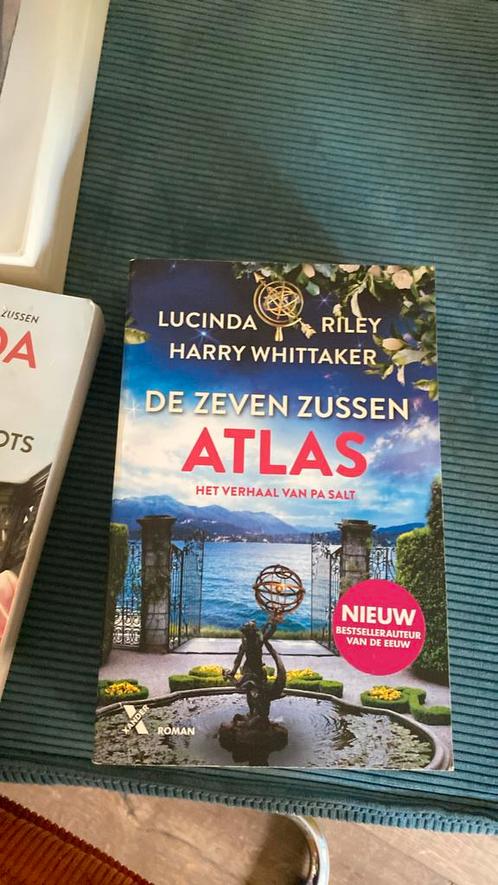 ZUSSEN
DA
OTS
LUCINDA RILEY
HARRY WHITTAKER
DE ZEVEN ZUSSEN
ATLAS
HET VERHAAL VAN PA SALT
NIEUW
BESTSELLERAUTEUR
VAN DE EEUW
XANDER
ROMAN